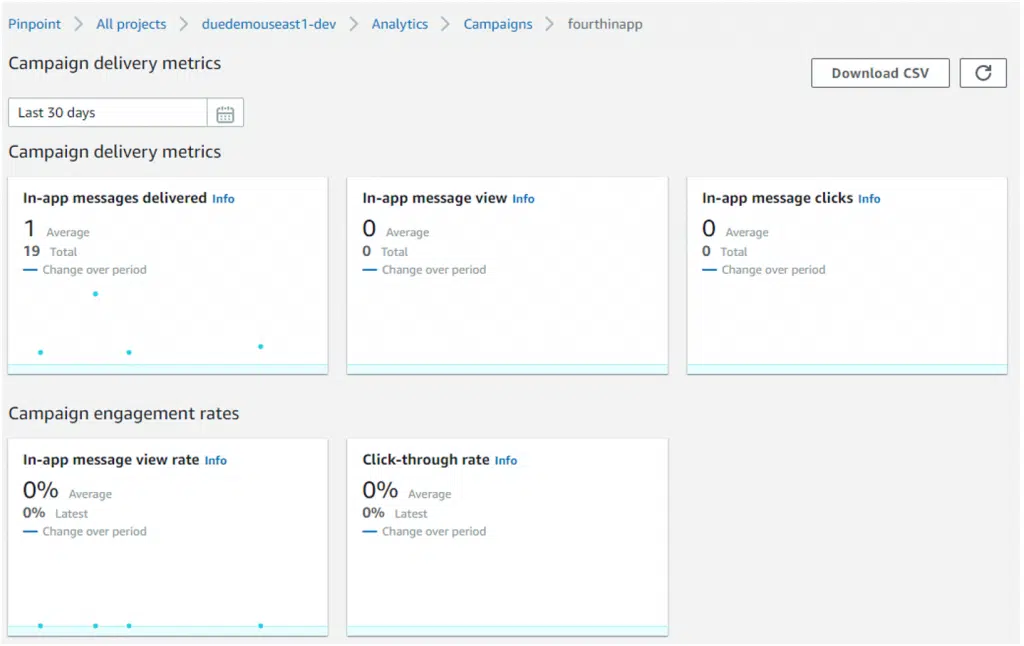 Pinpoint > All projects > duedemouseast1-dev > Analytics > Campaigns > fourthinapp
Campaign delivery metrics
Download CSV
Last 30 days
Campaign delivery metrics
In-app messages delivered Info
1 Average
19 Total
Change over period
In-app message view Info
0 Average
0 Total
Change over period
In-app message clicks Info
0 Average
0 Total
Change over period
Campaign engagement rates
In-app message view rate Info
0% Average
0% Latest
Change over period
Click-through rate Info
0% Average
0% Latest
Change over period